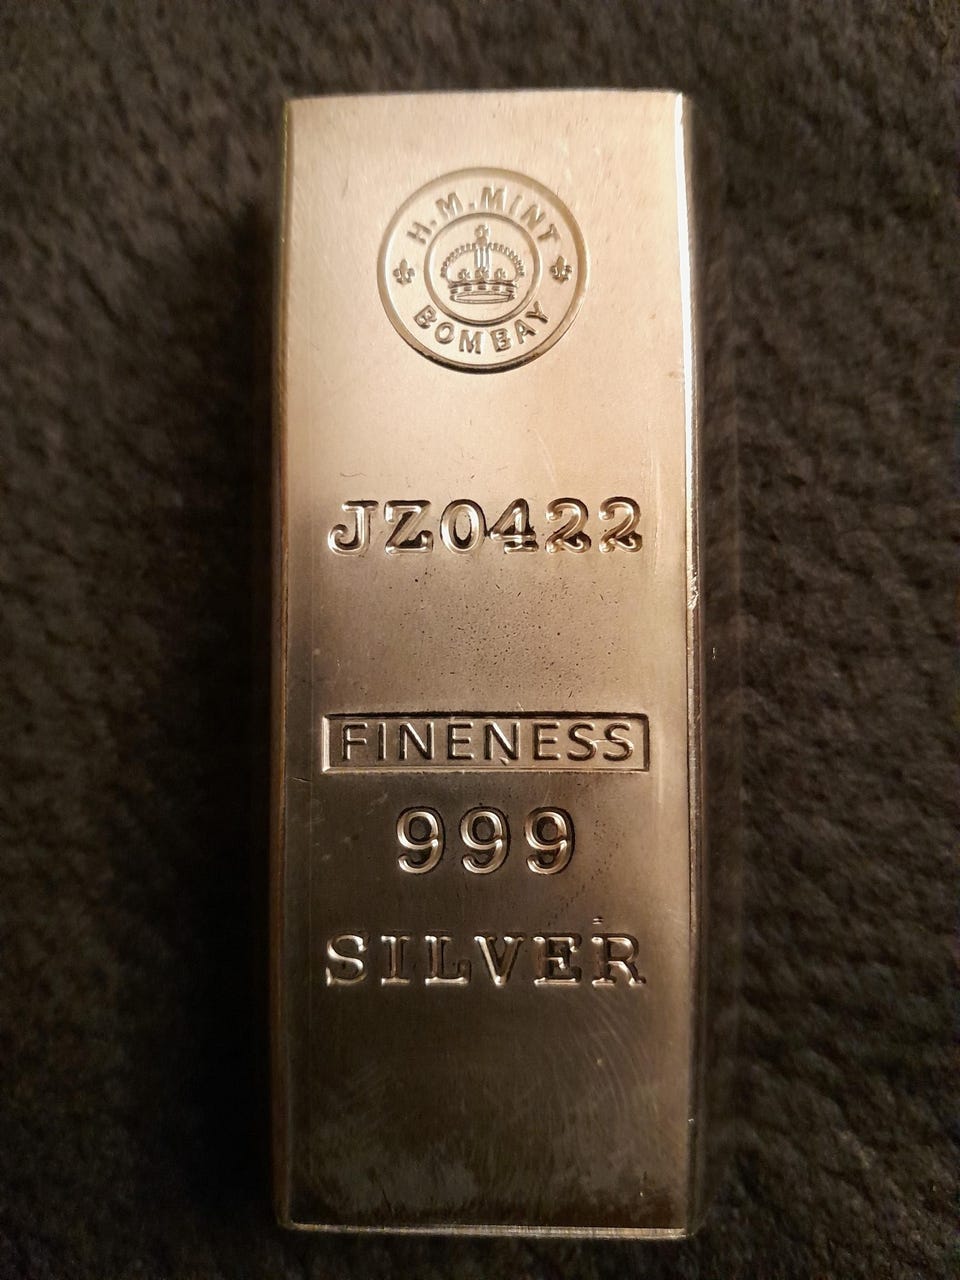 H.M.MINT
BOMBAY
JZ0422
FINENESS
999
SILVER